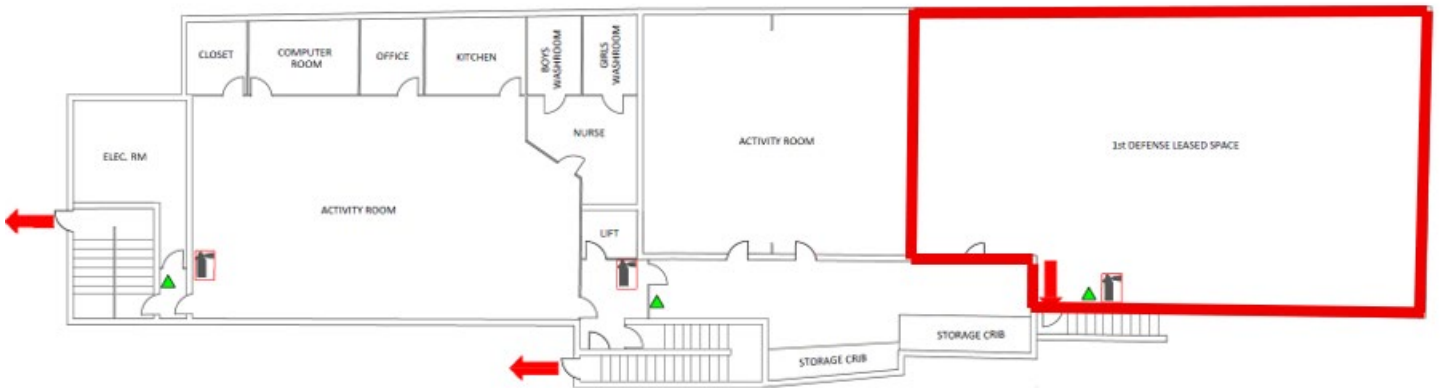 CLOSET
COMPUTER
ROOM
OFFICE
KITCHEN
BOYS
WASHROOM
GIRLS
WASHROOM
NURSE
ACTIVITY ROOM
1st DEFENSE LEASED SPACE
ELEC. RM
ACTIVITY ROOM
LIFT
STORAGE CRIB
STORAGE CRIB